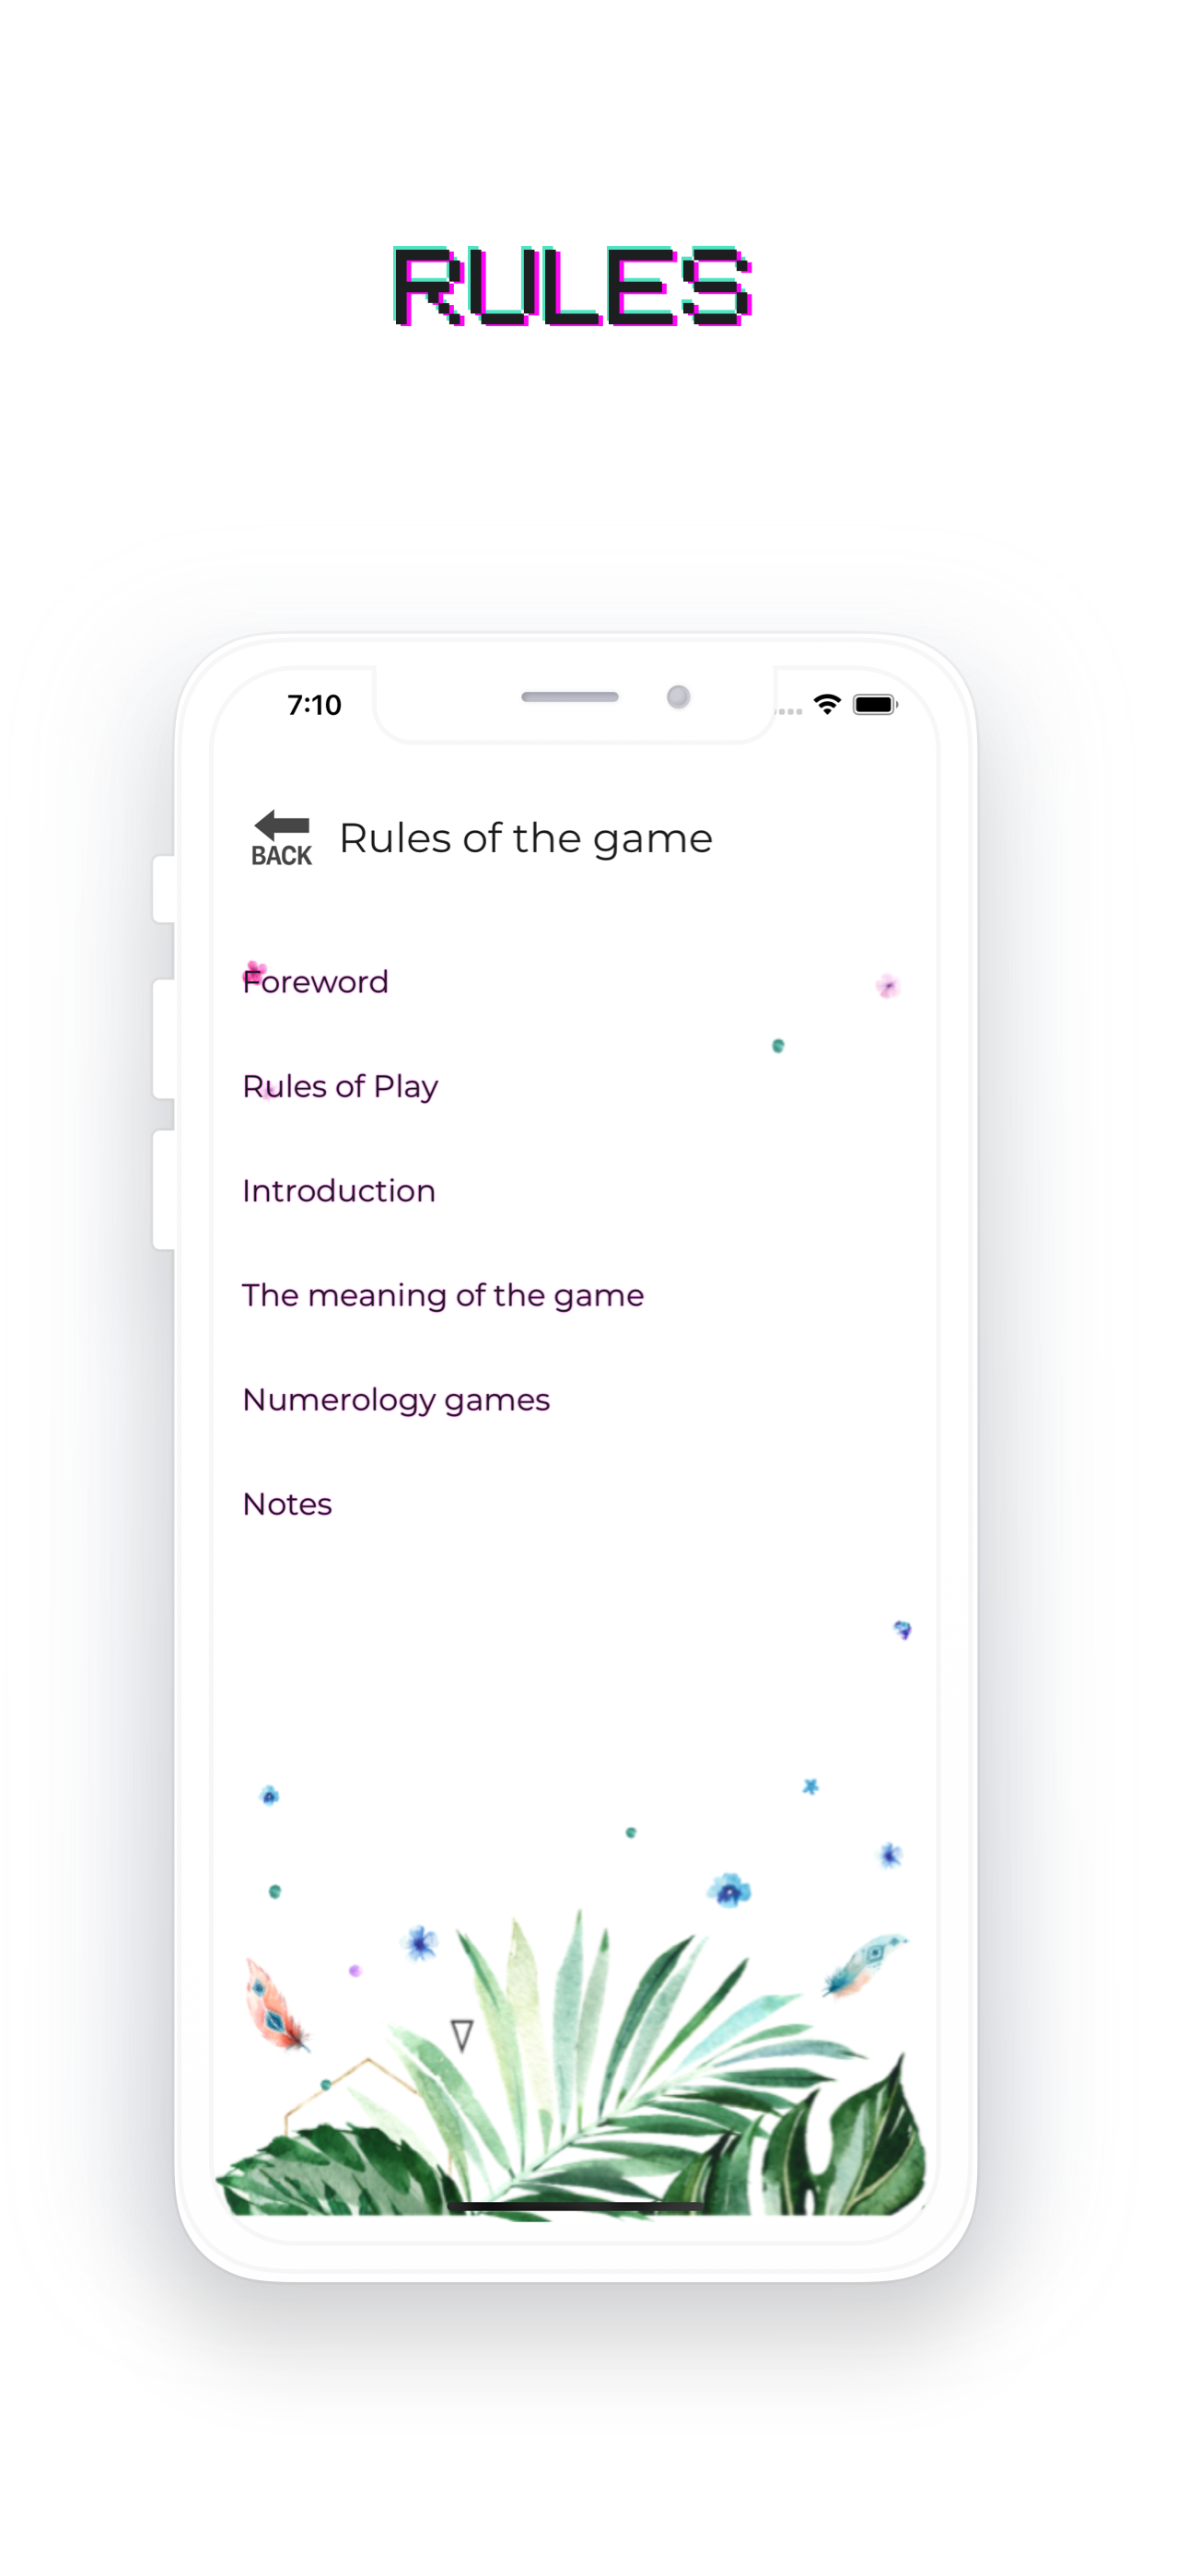 RULES
7:10
BACK
Rules of the game
Foreword
Rules of Play
Introduction
The meaning of the game
Numerology games
Notes